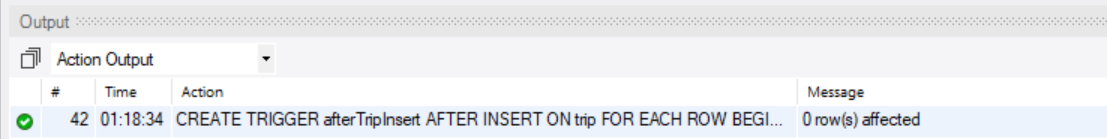 Output
Action Output
# Time Action Message
42 01:18:34 CREATE TRIGGER afterTripInsert AFTER INSERT ON trip FOR EACH ROW BEGI... 0 row(s) affected